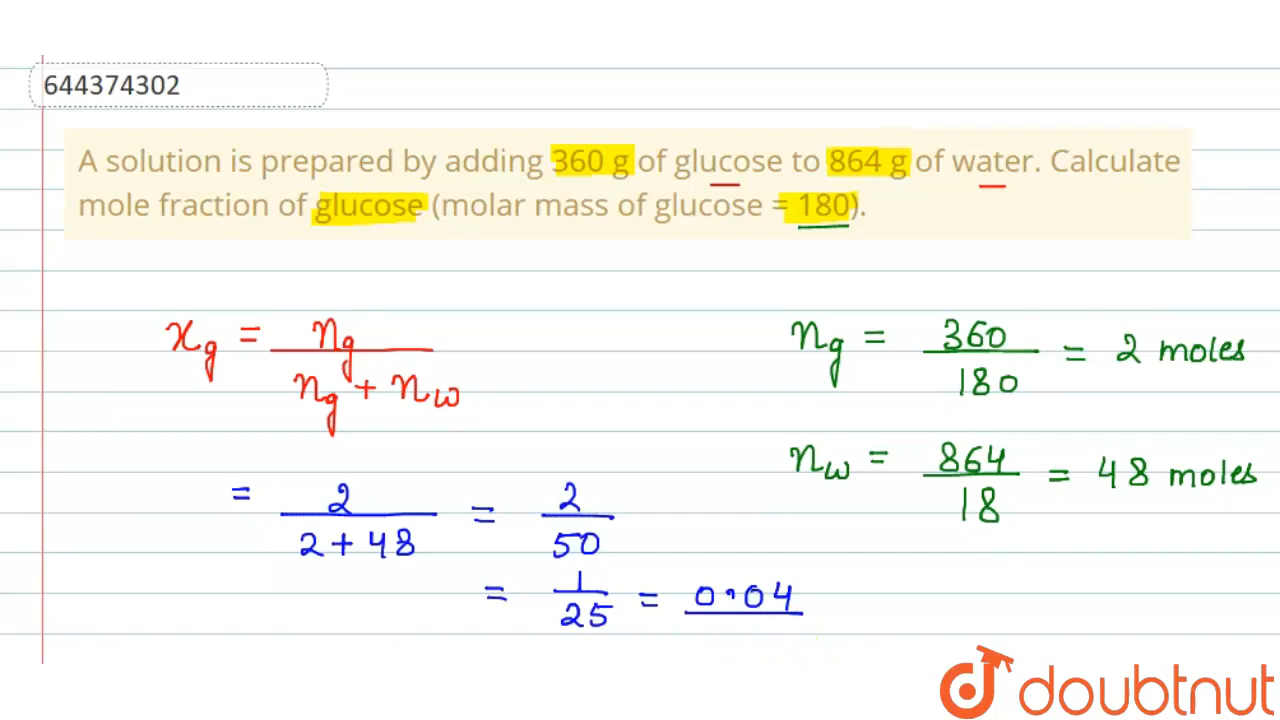 644374302
A solution is prepared by adding 360 g of glucose to 864 g of water. Calculate
mole fraction of glucose (molar mass of glucose = 180).
x_g = n_g / (n_g + n_w)
n_g = 360 / 180 = 2 moles
n_w = 864 / 18 = 48 moles
= 2 / (2 + 48) = 2 / 50
= 1 / 25 = 0.04
doubtnut